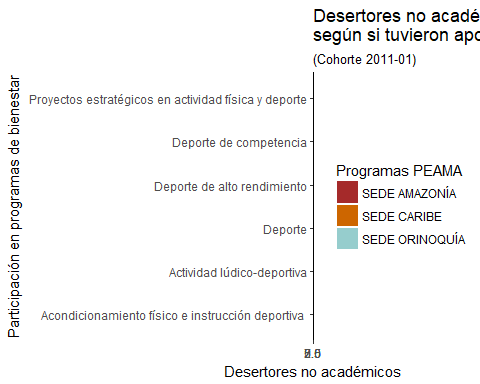 Desertores no acadé
según si tuvieron apo
(Cohorte 2011-01)
Participación en programas de bienestar
Proyectos estratégicos en actividad física y deporte
Deporte de competencia
Deporte de alto rendimiento
Deporte
Actividad lúdico-deportiva
Acondicionamiento físico e instrucción deportiva
Programas PEAMA
SEDE AMAZONÍA
SEDE CARIBE
SEDE ORINOQUÍA
Desertores no académicos